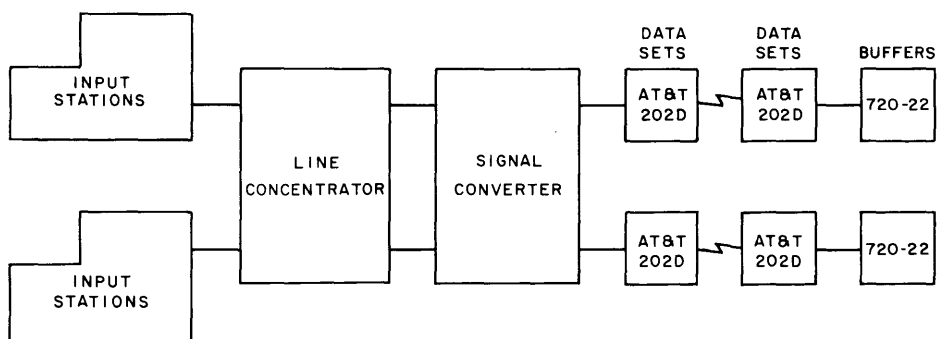 DATA
SETS
DATA
SETS
BUFFERS
INPUT
STATIONS
AT&T
202D
AT&T
202D
720-22
LINE
CONCENTRATOR
SIGNAL
CONVERTER
INPUT
STATIONS
AT&T
202D
AT&T
202D
720-22